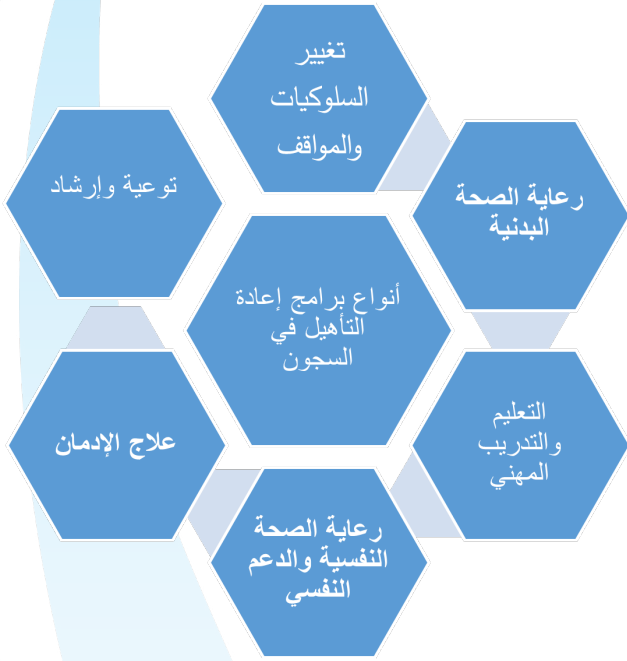 تغيير
السلوكيات
والمواقف
رعاية الصحة
البدنية
توعية وإرشاد
أنواع برامج إعادة
التأهيل في
السجون
التعليم
والتدريب
المهني
علاج الإدمان
رعاية الصحة
النفسية والدعم
النفسي